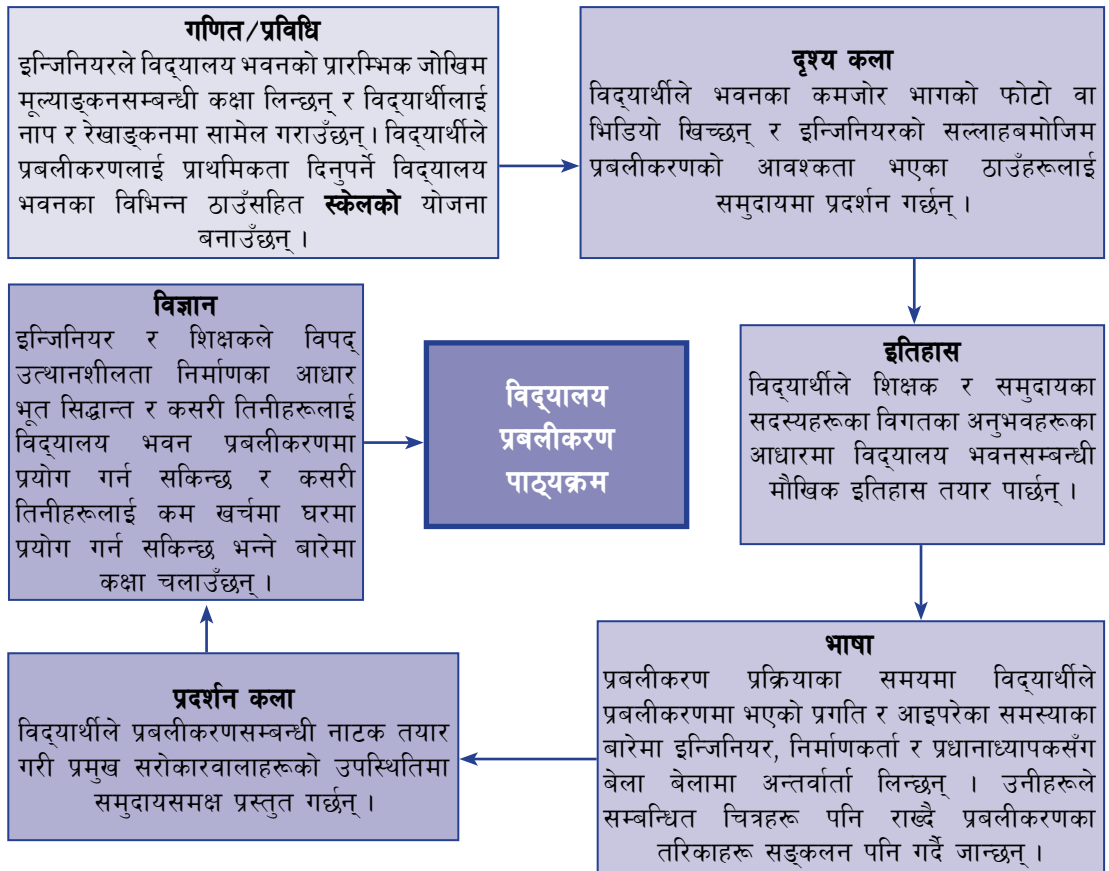 गणित/प्रविधि
इन्जिनियरले विद्यालय भवनको प्रारम्भिक जोखिम
मूल्याङ्कनसम्बन्धी कक्षा लिन्छन् र विद्यार्थीलाई
नाप र रेखाङ्कनमा सामेल गराउँछन् । विद्यार्थीले
प्रबलीकरणलाई प्राथमिकता दिनुपर्ने विद्यालय
भवनका विभिन्न ठाउँसहित स्केलको योजना
बनाउँछन् ।
दृश्य कला
विद्यार्थीले भवनका कमजोर भागको फोटो वा
भिडियो खिच्छन् र इन्जिनियरको सल्लाहबमोजिम
प्रबलीकरणको आवश्कता भएका ठाउँहरूलाई
समुदायमा प्रदर्शन गर्छन् ।
इतिहास
विद्यार्थीले शिक्षक र समुदायका
सदस्यहरूका विगतका अनुभवहरूका
आधारमा विद्यालय भवनसम्बन्धी
मौखिक इतिहास तयार पार्छन् ।
भाषा
प्रबलीकरण प्रक्रियाका समयमा विद्यार्थीले
प्रबलीकरणमा भएको प्रगति र आइपरेका समस्याका
बारेमा इन्जिनियर, निर्माणकर्ता र प्रधानाध्यापकसँग
बेला बेलामा अन्तर्वार्ता लिन्छन् । उनीहरूले
सम्बन्धित चित्रहरू पनि राख्दै प्रबलीकरणका
तरिकाहरू सङ्कलन पनि गर्दै जान्छन् ।
प्रदर्शन कला
विद्यार्थीले प्रबलीकरणसम्बन्धी नाटक तयार
गरी प्रमुख सरोकारवालाहरूको उपस्थितिमा
समुदायसमक्ष प्रस्तुत गर्छन् ।
विज्ञान
इन्जिनियर र शिक्षकले विपद्
उत्थानशीलता निर्माणका आधार
भूत सिद्धान्त र कसरी तिनीहरूलाई
विद्यालय भवन प्रबलीकरणमा
प्रयोग गर्न सकिन्छ र कसरी
तिनीहरूलाई कम खर्चमा घरमा
प्रयोग गर्न सकिन्छ भन्ने बारेमा
कक्षा चलाउँछन् ।
विद्यालय
प्रबलीकरण
पाठ्यक्रम